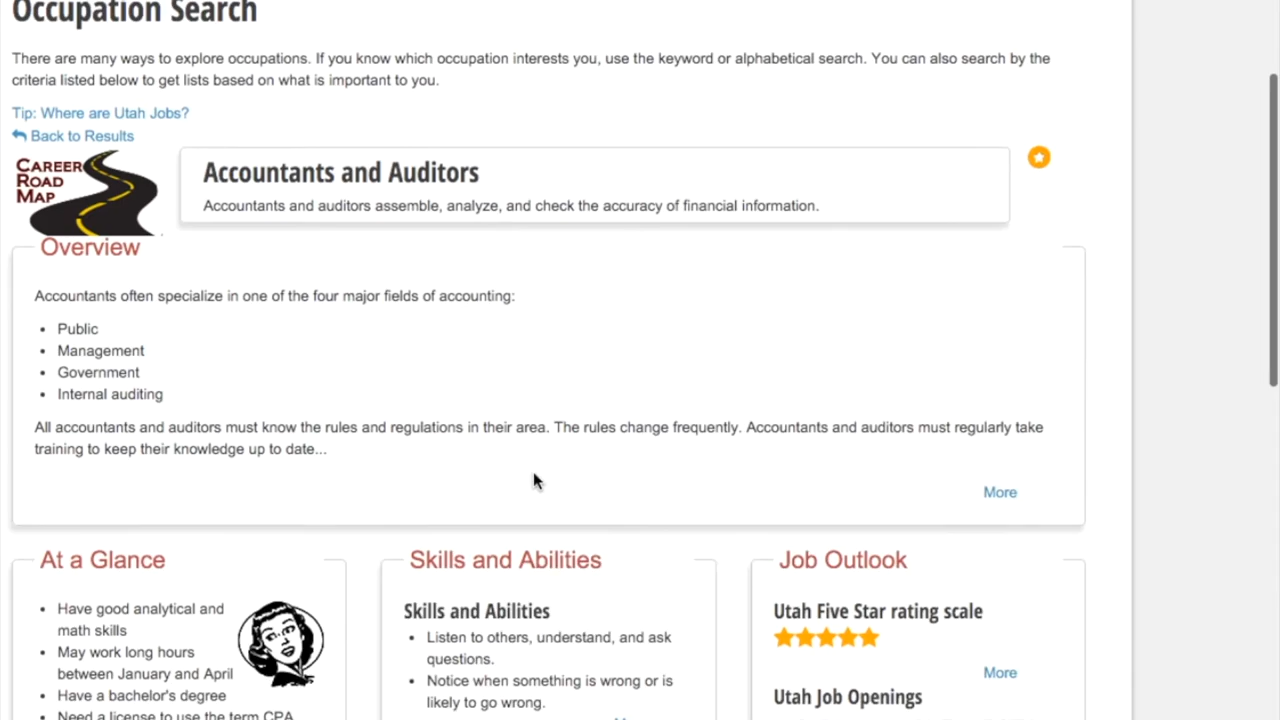 Occupation Search
There are many ways to explore occupations. If you know which occupation interests you, use the keyword or alphabetical search. You can also search by the
criteria listed below to get lists based on what is important to you.
Tip: Where are Utah Jobs?
Back to Results
CAREER
ROAD
MAP
Accountants and Auditors
Accountants and auditors assemble, analyze, and check the accuracy of financial information.
Overview
Accountants often specialize in one of the four major fields of accounting:
• Public
• Management
• Government
• Internal auditing
All accountants and auditors must know the rules and regulations in their area. The rules change frequently. Accountants and auditors must regularly take
training to keep their knowledge up to date...
More
At a Glance
• Have good analytical and
math skills
• May work long hours
between January and April
• Have a bachelor's degree
• Need a license to use the term CPA
Skills and Abilities
Skills and Abilities
• Listen to others, understand, and ask
questions.
• Notice when something is wrong or is
likely to go wrong.
Job Outlook
Utah Five Star rating scale
More
Utah Job Openings